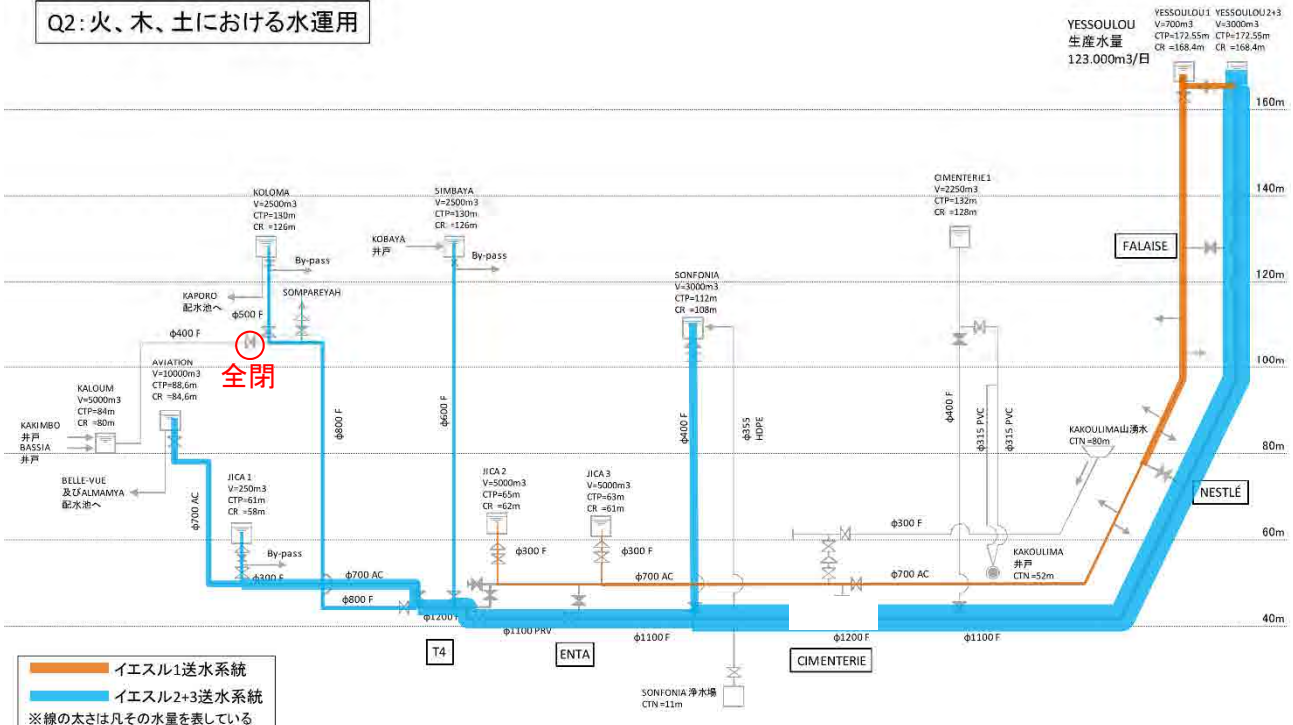 Q2:火、木、土における水運用
YESSOULOU
生産水量
123.000m3/日
YESSOULOU1
V=700m3
CTP=172.55m
CR =168.4m
YESSOULOU2+3
V=3000m3
CTP=172.55m
CR =168.4m
160m
140m
120m
100m
80m
60m
40m
KOLOMA
V=2500m3
CTP=130m
CR =126m
By-pass
KAPORO
配水池へ
SOMPAREYAH
φ500 F
φ400 F
全閉
SIMBAYA
V=2500m3
CTP=130m
CR =126m
KOBAYA
井戸
By-pass
CIMENTERIE1
V=2250m3
CTP=132m
CR =128m
FALAISE
SONFONIA
V=3000m3
CTP=112m
CR =108m
AVIATION
V=10000m3
CTP=88,6m
CR =84,6m
KALOUM
V=5000m3
CTP=84m
CR =80m
KAKIMBO
井戸
BASSIA
井戸
BELLE-VUE
及びALMAMYA
配水池へ
φ700 AC
JICA 1
V=250m3
CTP=61m
CR =58m
By-pass
φ300 F
φ700 AC
φ800 F
φ800 F
φ600 F
JICA 2
V=5000m3
CTP=65m
CR =62m
φ300 F
JICA 3
V=5000m3
CTP=63m
CR =61m
φ300 F
φ700 AC
φ400 F
φ355
HDPE
φ400 F
φ315 PVC
φ315 PVC
KAKOULIMA山湧水
CTN =80m
NESTLÉ
φ300 F
KAKOULIMA
井戸
CTN =52m
φ700 AC
φ1200 F
φ1100 PRV
φ1100 F
φ1200 F
φ1100 F
T4
ENTA
CIMENTERIE
SONFONIA 浄水場
CTN =11m
イエスル1送水系統
イエスル2+3送水系統
※線の太さは凡その水量を表している